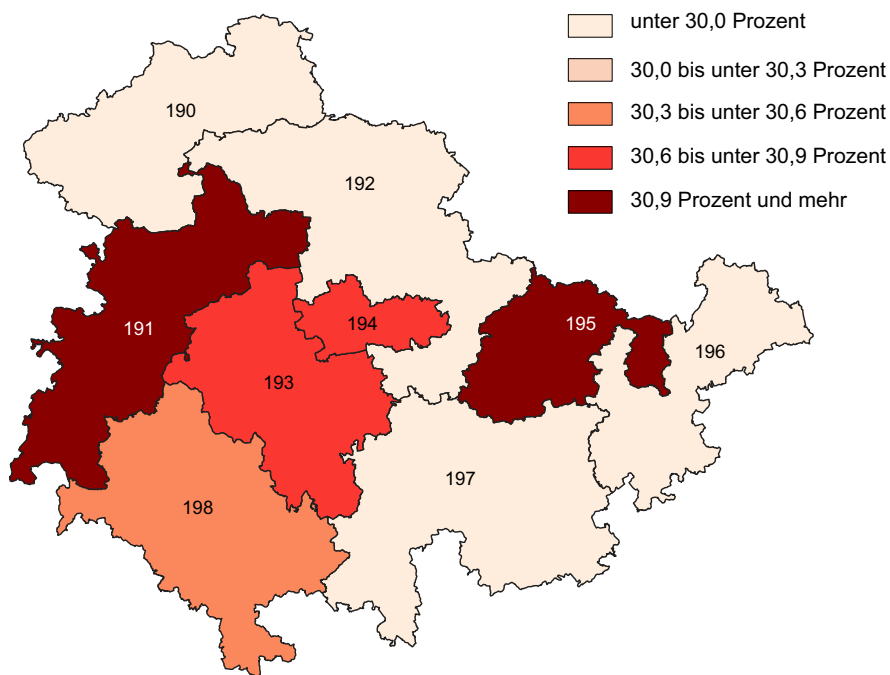 unter 30,0 Prozent
30,0 bis unter 30,3 Prozent
30,3 bis unter 30,6 Prozent
30,6 bis unter 30,9 Prozent
30,9 Prozent und mehr
190
192
191
194
195
196
193
197
198